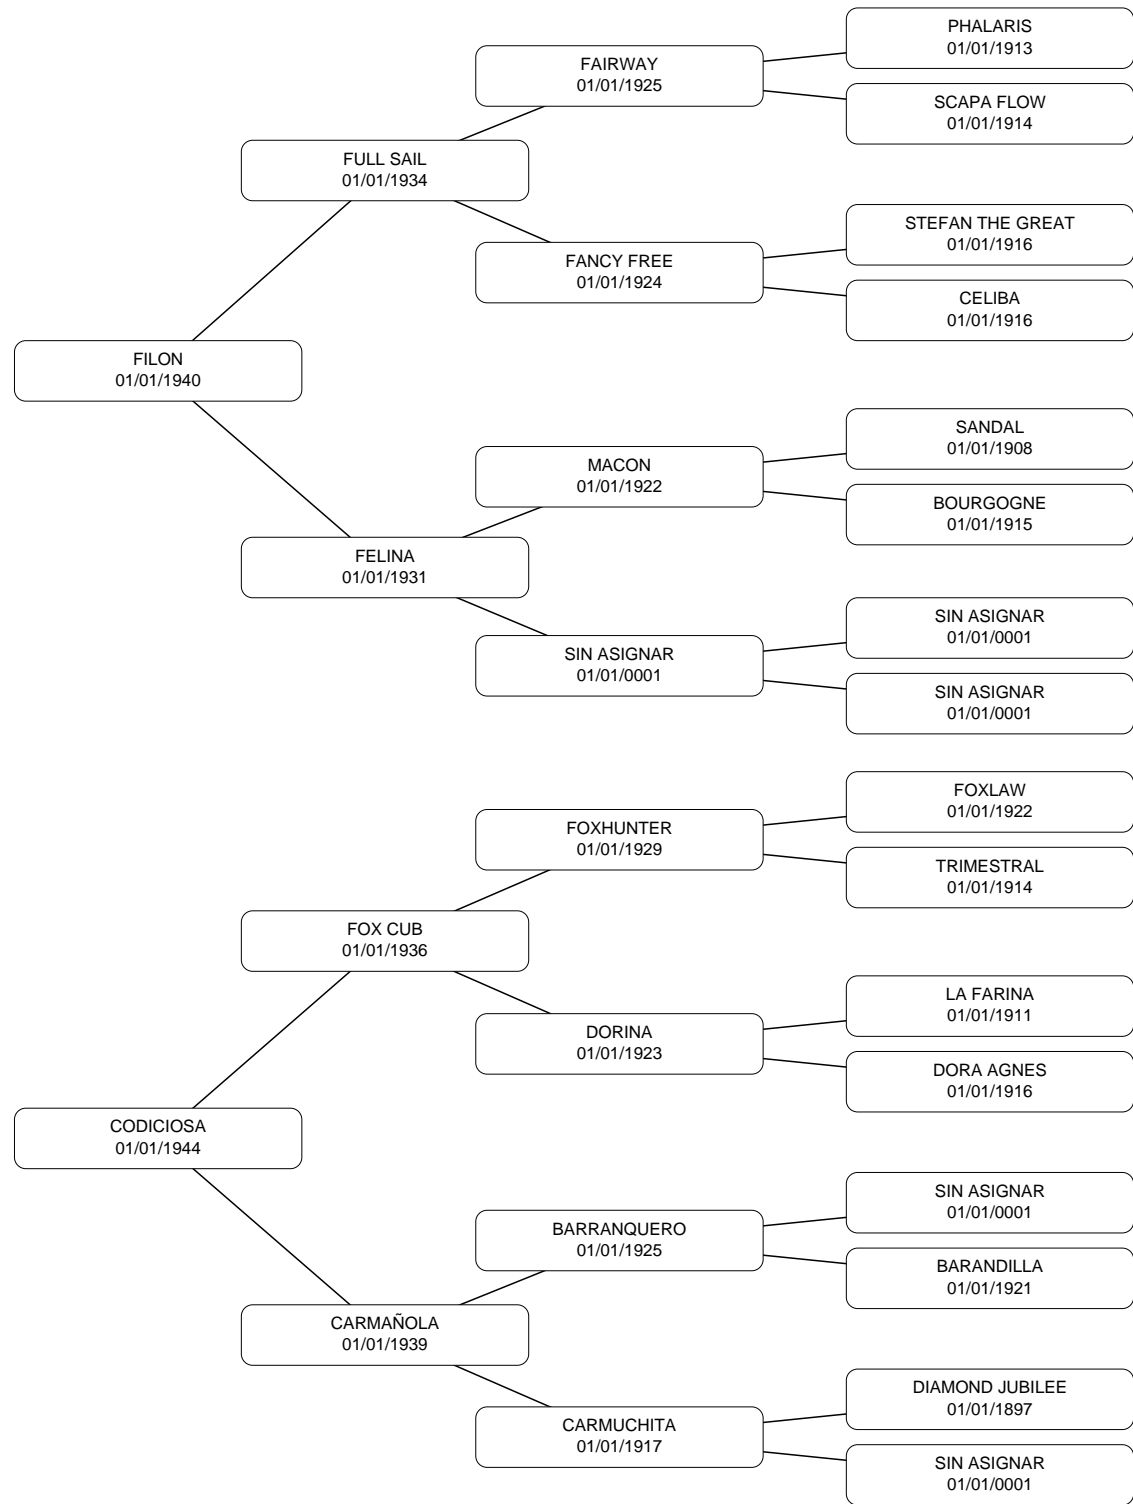 PHALARIS
01/01/1913
FAIRWAY
01/01/1925
SCAPA FLOW
01/01/1914
FULL SAIL
01/01/1934
STEFAN THE GREAT
01/01/1916
FANCY FREE
01/01/1924
CELIBA
01/01/1916
FILON
01/01/1940
SANDAL
01/01/1908
MACON
01/01/1922
BOURGOGNE
01/01/1915
FELINA
01/01/1931
SIN ASIGNAR
01/01/0001
SIN ASIGNAR
01/01/0001
SIN ASIGNAR
01/01/0001
FOXLAW
01/01/1922
FOXHUNTER
01/01/1929
TRIMESTRAL
01/01/1914
FOX CUB
01/01/1936
LA FARINA
01/01/1911
DORINA
01/01/1923
DORA AGNES
01/01/1916
CODICIOSA
01/01/1944
SIN ASIGNAR
01/01/0001
BARRANQUERO
01/01/1925
BARANDILLA
01/01/1921
CARMAÑOLA
01/01/1939
DIAMOND JUBILEE
01/01/1897
CARMUCHITA
01/01/1917
SIN ASIGNAR
01/01/0001